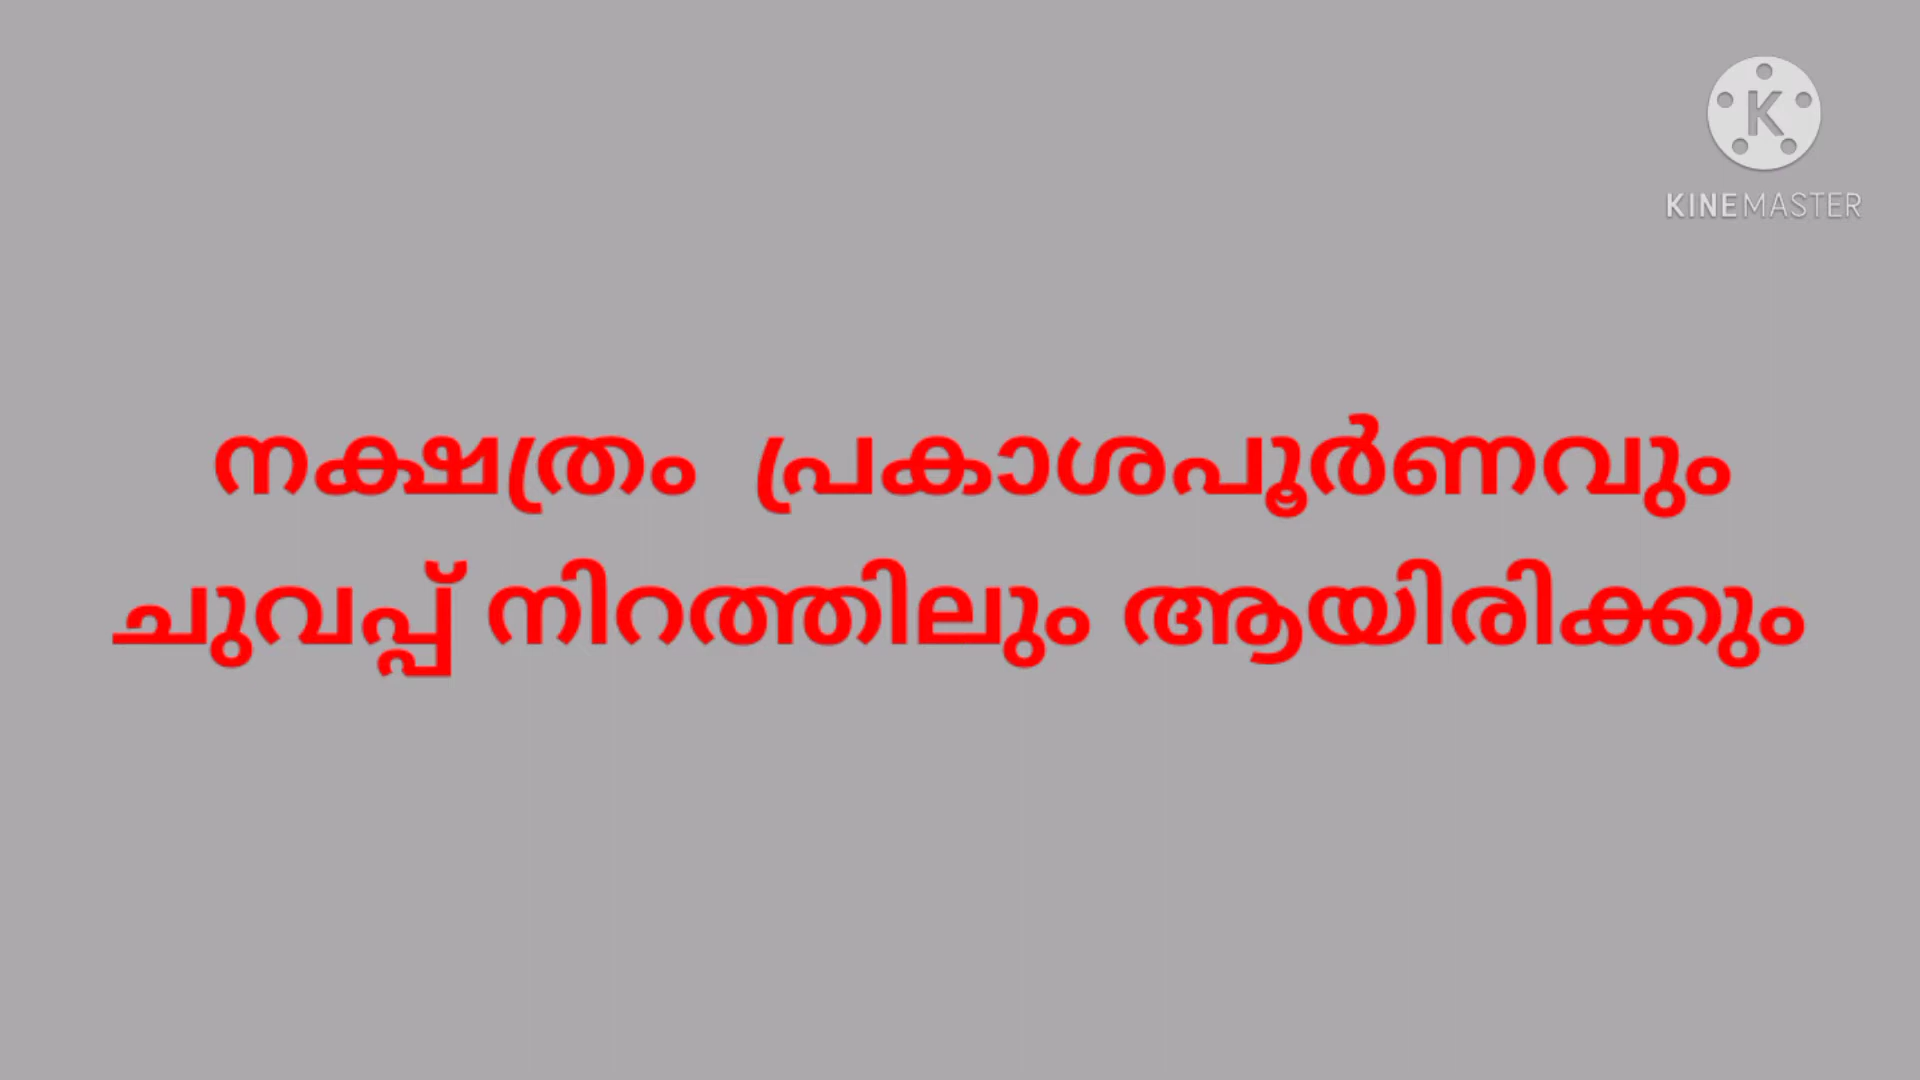 K
KINEMASTER
നക്ഷത്രം പ്രകാശപൂർണവും
ചുവപ്പ് നിറത്തിലും ആയിരിക്കും